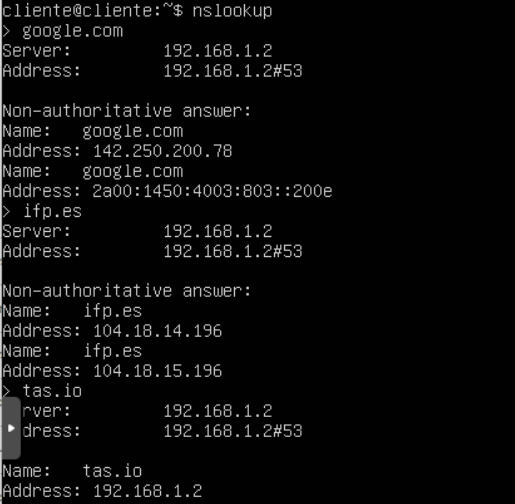 cliente@cliente:~$ nslookup
> google.com
Server:         192.168.1.2
Address:        192.168.1.2#53

Non-authoritative answer:
Name:   google.com
Address: 142.250.200.78
Name:   google.com
Address: 2a00:1450:4003:803::200e
> ifp.es
Server:         192.168.1.2
Address:        192.168.1.2#53

Non-authoritative answer:
Name:   ifp.es
Address: 104.18.14.196
Name:   ifp.es
Address: 104.18.15.196
> tas.io
rver:         192.168.1.2
dress:        192.168.1.2#53

Name:   tas.io
Address: 192.168.1.2